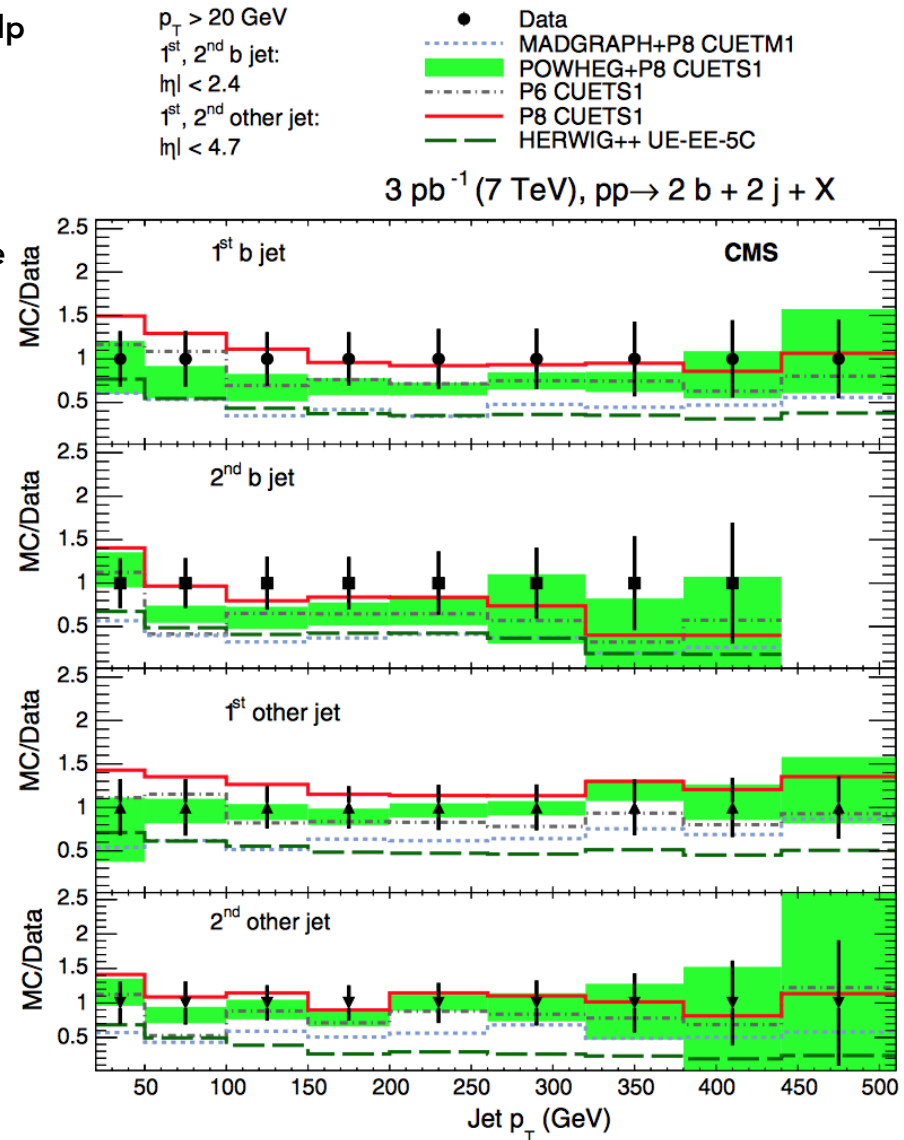 lp
e
p_T > 20 GeV
1st, 2nd b jet:
|η| < 2.4
1st, 2nd other jet:
|η| < 4.7
Data
MADGRAPH+P8 CUETM1
POWHEG+P8 CUETS1
P6 CUETS1
P8 CUETS1
HERWIG++ UE-EE-5C
3 pb⁻¹ (7 TeV), pp→ 2 b + 2 j + X
MC/Data
2.5
2
1.5
1
0.5
1st b jet
CMS
MC/Data
2.5
2
1.5
1
0.5
2nd b jet
MC/Data
2.5
2
1.5
1
0.5
1st other jet
MC/Data
2.5
2
1.5
1
0.5
2nd other jet
50 100 150 200 250 300 350 400 450 500
Jet p_T (GeV)